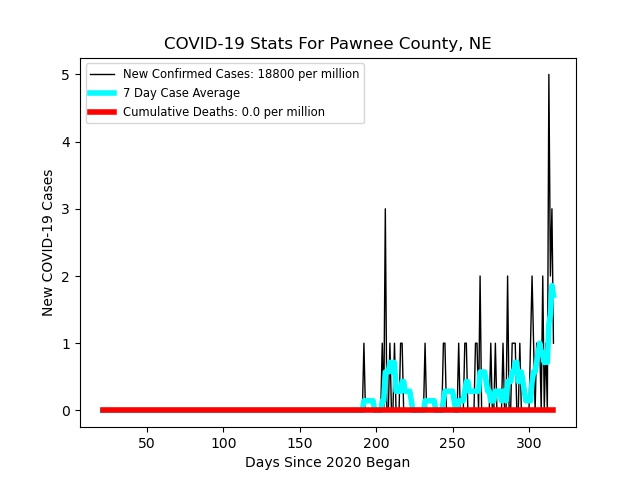 COVID-19 Stats For Pawnee County, NE
New Confirmed Cases: 18800 per million
7 Day Case Average
Cumulative Deaths: 0.0 per million
New COVID-19 Cases
5
4
3
2
1
0
50 100 150 200 250 300
Days Since 2020 Began